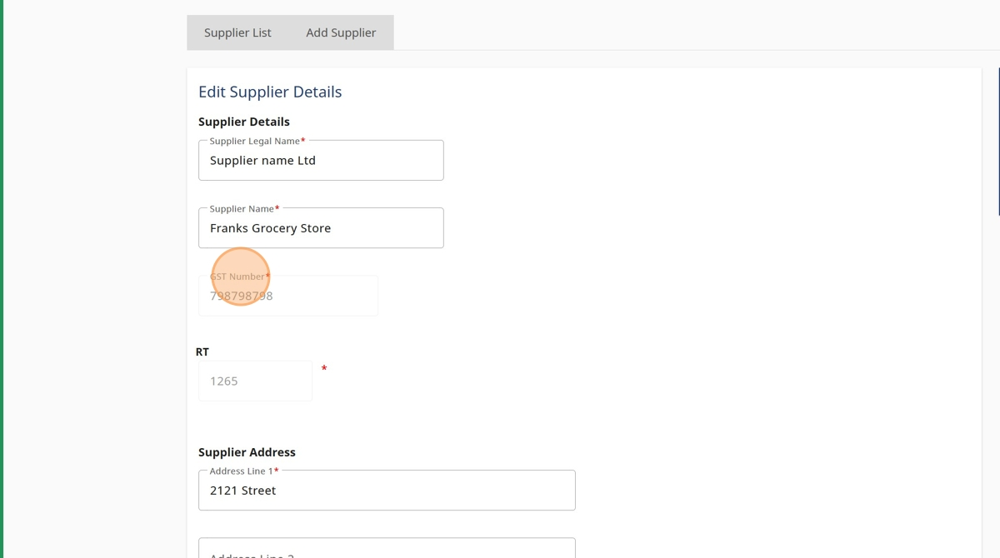 Supplier List Add Supplier
Edit Supplier Details
Supplier Details
Supplier Legal Name*
Supplier name Ltd
Supplier Name*
Franks Grocery Store
GST Number*
798798798
RT
1265 *
Supplier Address
Address Line 1*
2121 Street
Address Line 2